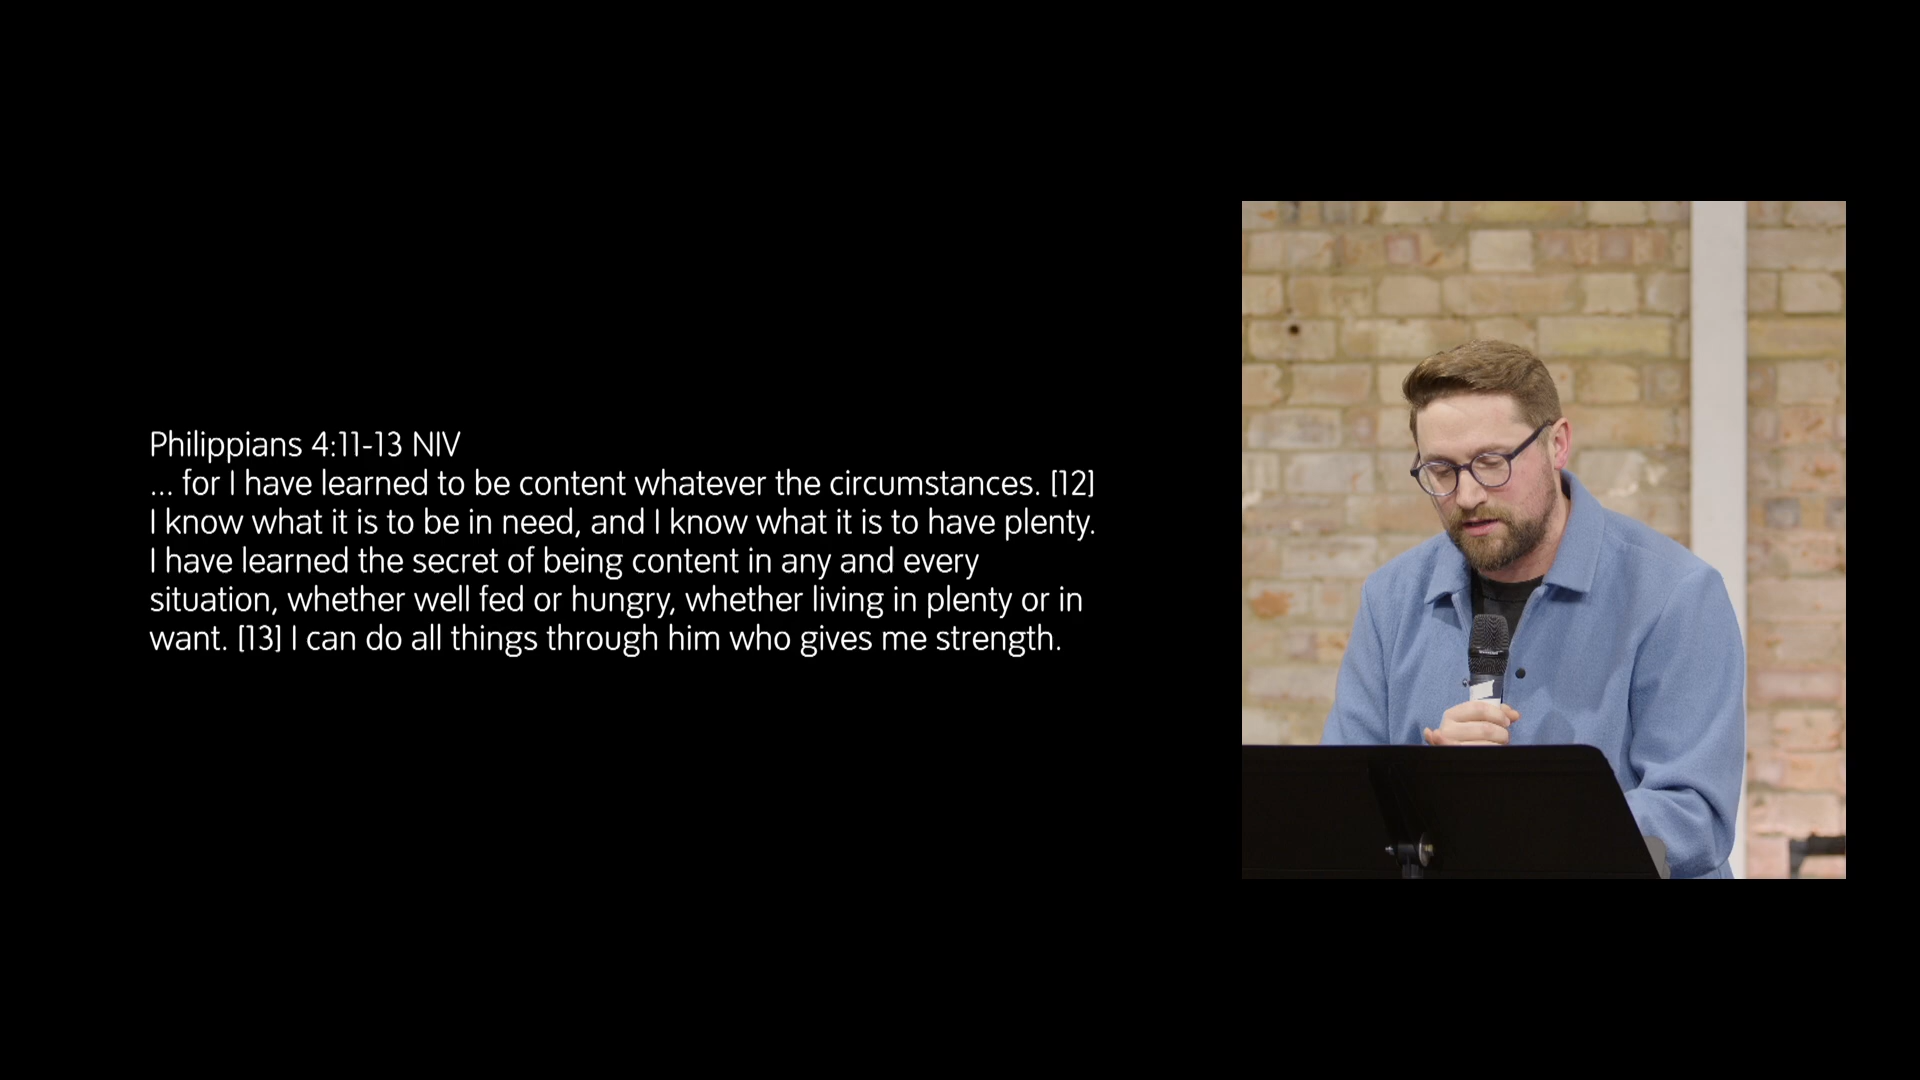 Philippians 4:11-13 NIV
... for I have learned to be content whatever the circumstances. [12]
I know what it is to be in need, and I know what it is to have plenty.
I have learned the secret of being content in any and every
situation, whether well fed or hungry, whether living in plenty or in
want. [13] I can do all things through him who gives me strength.